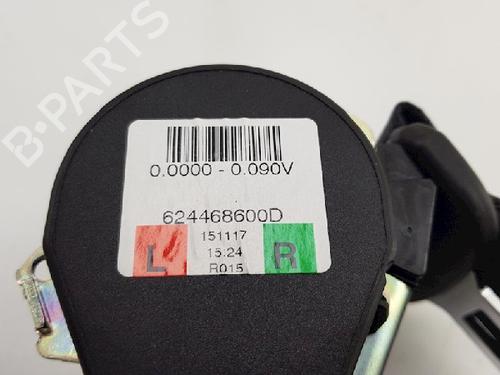 B-PARTS
0.0000 - 0.090V
624468600D
151117
L 15:24 R
R015